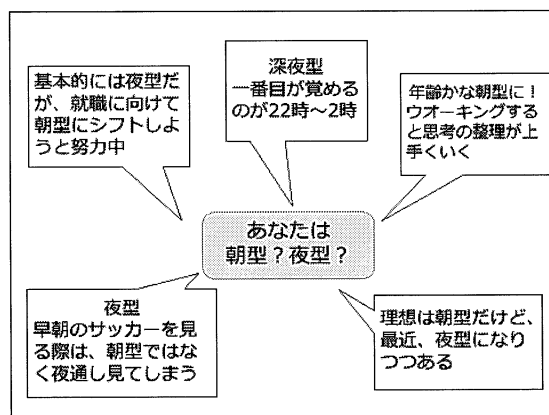 基本的には夜型だ
が、就職に向けて
朝型にシフトしよ
うと努力中
深夜型
一番目が覚める
のが22時～2時
年齢かな朝型に！
ウオーキングする
と思考の整理が上
手くいく
あなたは
朝型？夜型？
夜型
早朝のサッカーを見
る際は、朝型ではな
く夜通し見てしまう
理想は朝型だけど、
最近、夜型になり
つつある